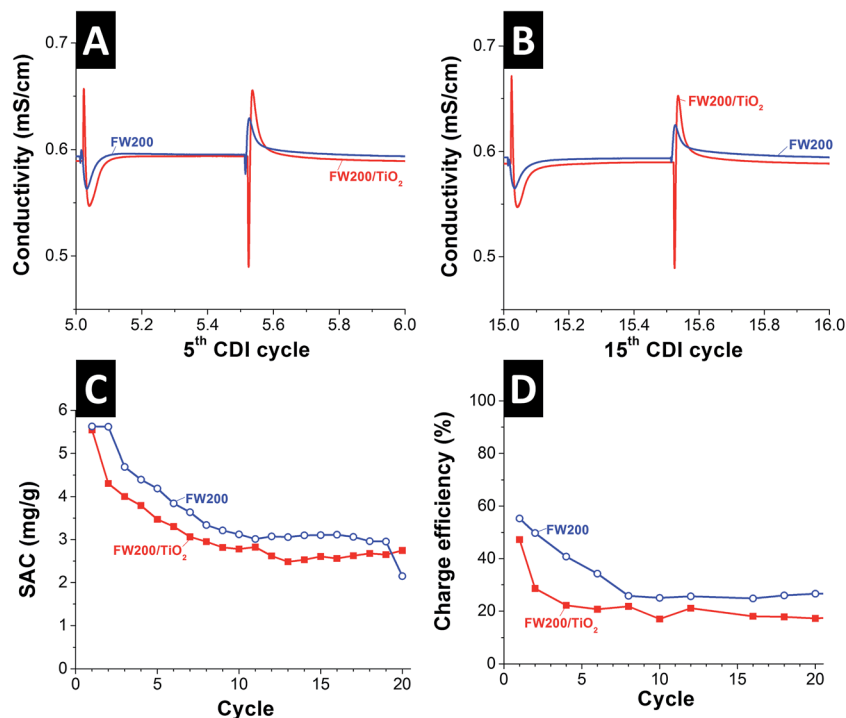 A
Conductivity (mS/cm)
0.7
0.6
0.5
FW200
FW200/TiO₂
5.0 5.2 5.4 5.6 5.8 6.0
5ᵗʰ CDI cycle
B
Conductivity (mS/cm)
0.7
0.6
0.5
FW200/TiO₂
FW200
15.0 15.2 15.4 15.6 15.8 16.0
15ᵗʰ CDI cycle
C
SAC (mg/g)
6
5
4
3
2
1
0
FW200
FW200/TiO₂
0 5 10 15 20
Cycle
D
Charge efficiency (%)
100
80
60
40
20
0
FW200
FW200/TiO₂
0 5 10 15 20
Cycle